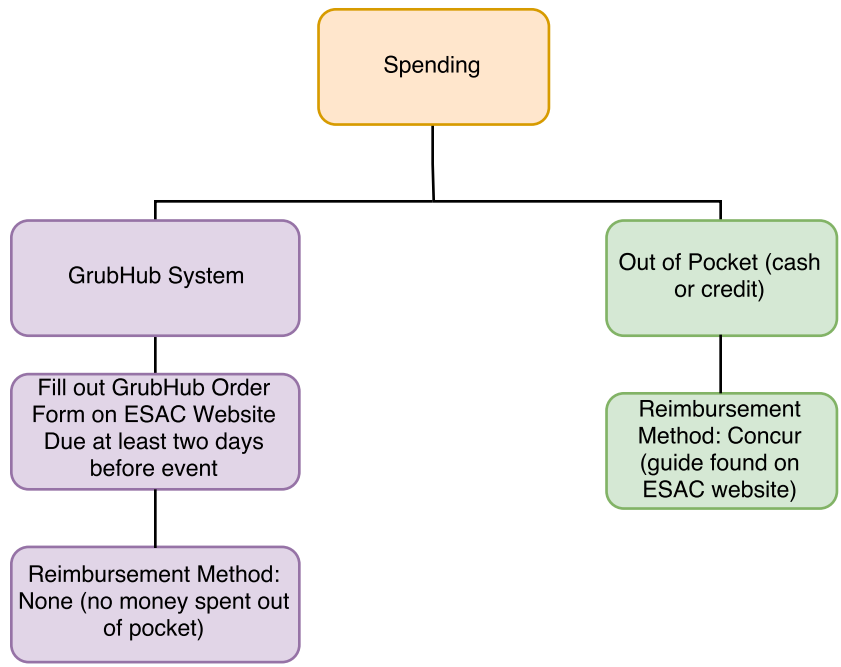 Spending
GrubHub System
Out of Pocket (cash
or credit)
Fill out GrubHub Order
Form on ESAC Website
Due at least two days
before event
Reimbursement
Method: Concur
(guide found on
ESAC website)
Reimbursement Method:
None (no money spent out
of pocket)